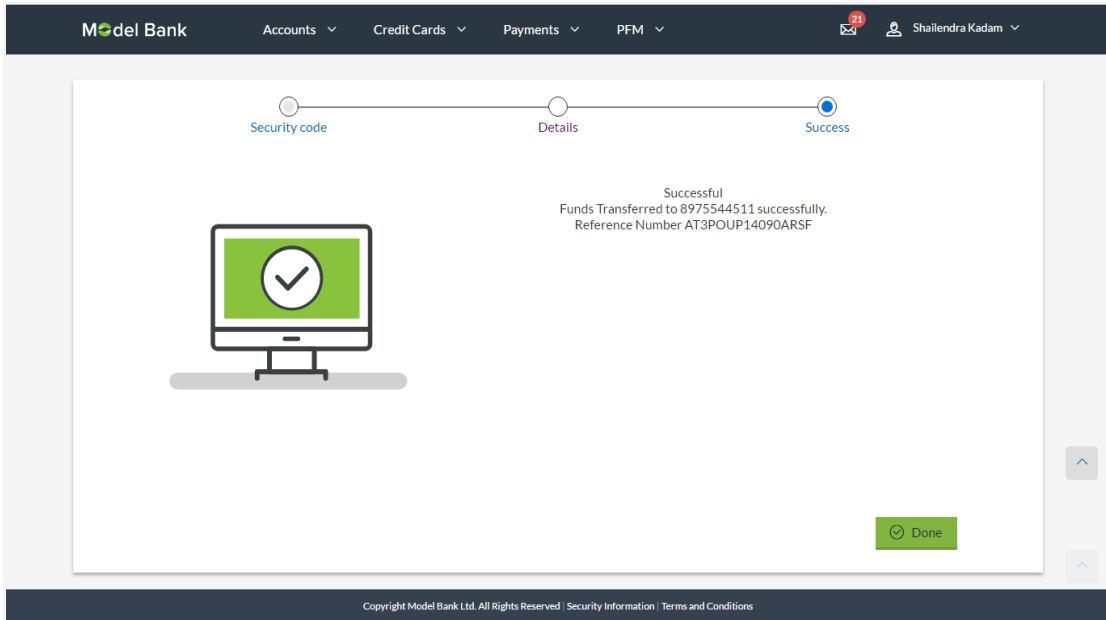 Model Bank Accounts Credit Cards Payments PFM 21 Shailendra Kadam
Security code Details Success
Successful
Funds Transferred to 8975544511 successfully.
Reference Number AT3POUP14090ARSF
Done
Copyright Model Bank Ltd. All Rights Reserved | Security Information | Terms and Conditions